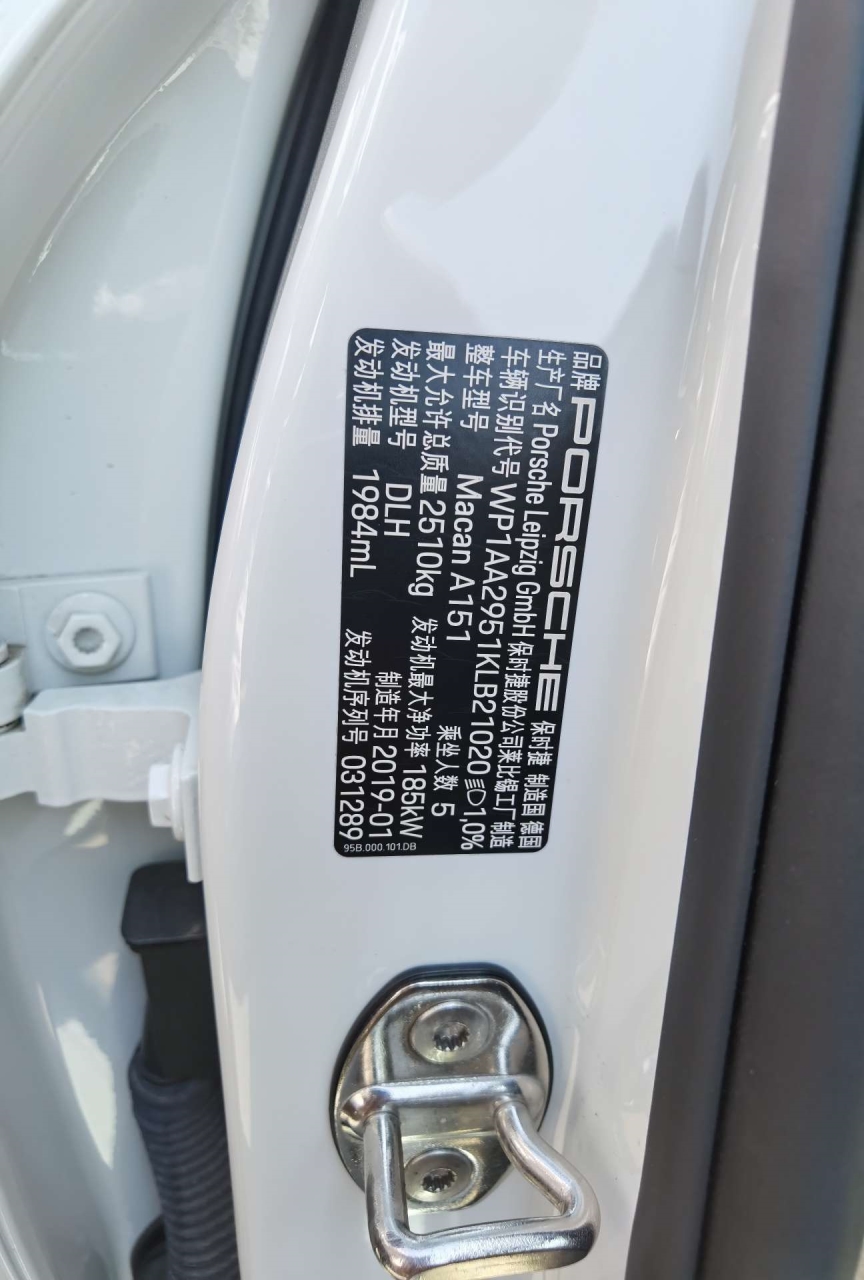 品牌 PORSCHE 保时捷 制造国 德国
生产厂名 Porsche Leipzig GmbH 保时捷股份公司莱比锡工厂制造
车辆识别代号 WP1AA2951KLB21020 1,0%
整车型号 Macan A151 乘坐人数 5
最大允许总质量 2510kg 发动机最大净功率 185kW
发动机型号 DLH 制造年月 2019-01
发动机排量 1984mL 发动机序列号 031289
95B.000.101.DB